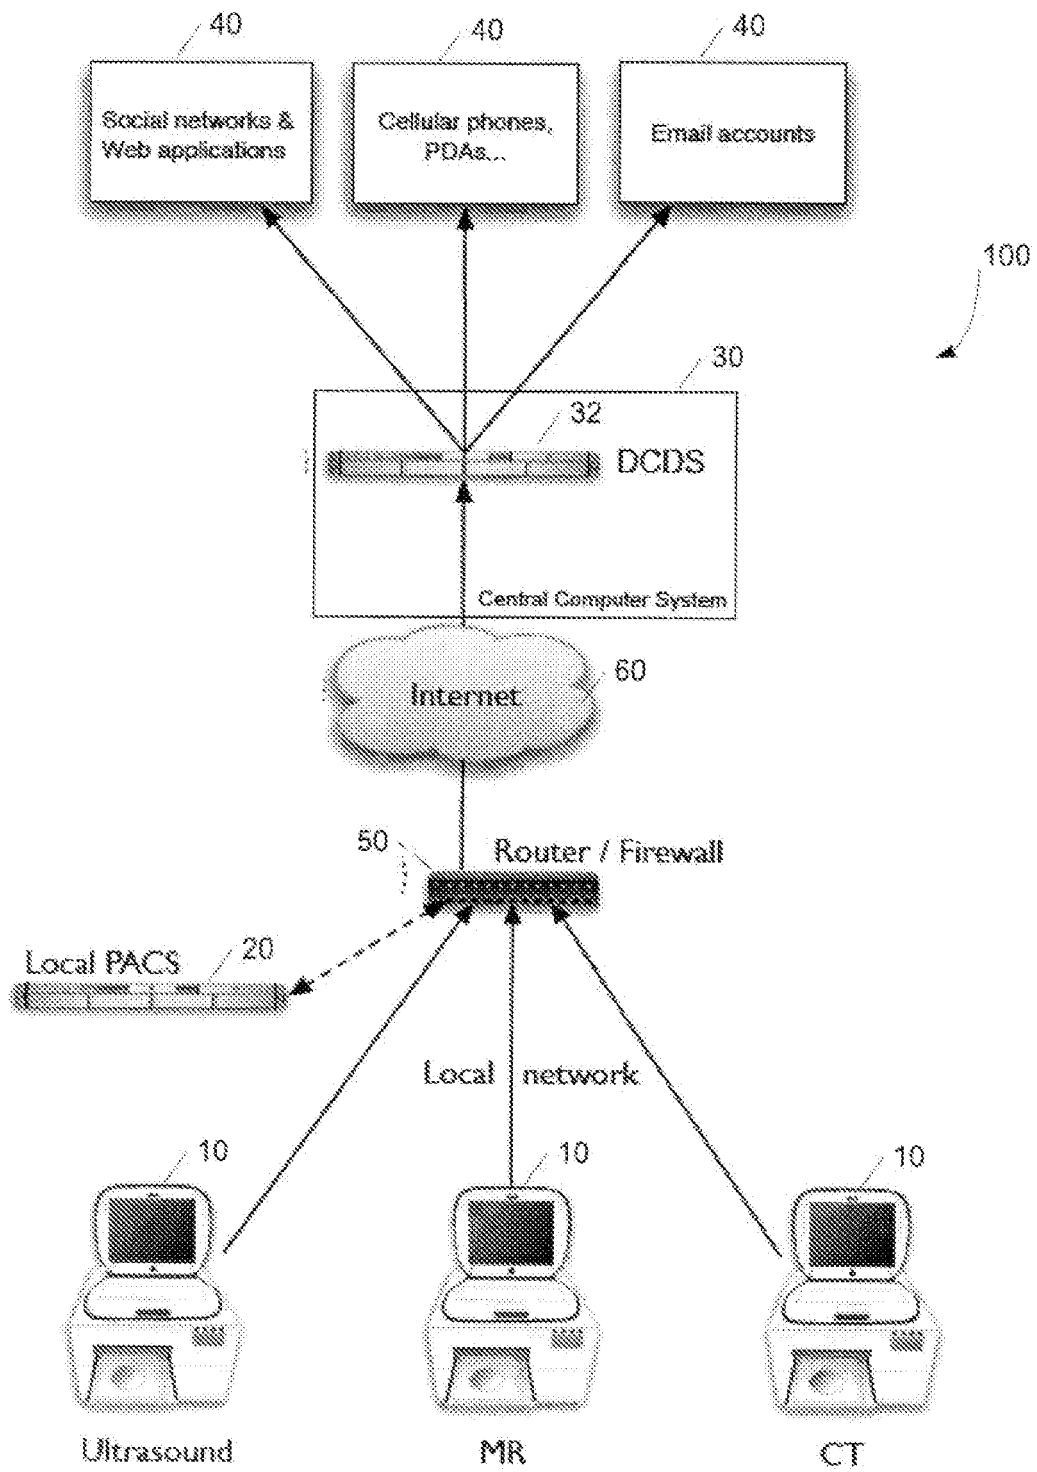 40
40
40
Social networks &
Web applications
Cellular phones,
PDAs...
Email accounts
100
30
32
DCDS
Central Computer System
Internet
60
50
Router / Firewall
Local PACS
20
Local network
10
10
10
Ultrasound
MR
CT